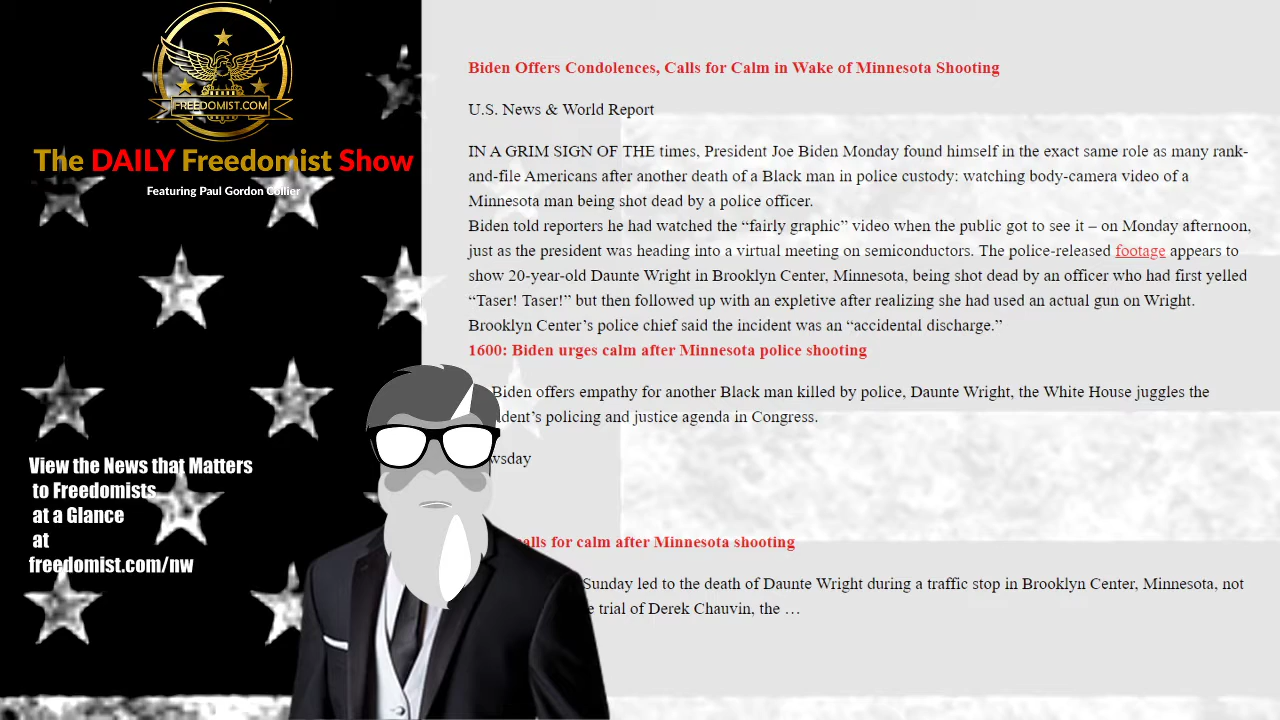 FREEDOMIST.COM
The DAILY Freedomist Show
Featuring Paul Gordon Collier
View the News that Matters
to Freedomists
at a Glance
at
freedomist.com/nw
Biden Offers Condolences, Calls for Calm in Wake of Minnesota Shooting
U.S. News & World Report
IN A GRIM SIGN OF THE times, President Joe Biden Monday found himself in the exact same role as many rank-
and-file Americans after another death of a Black man in police custody: watching body-camera video of a
Minnesota man being shot dead by a police officer.
Biden told reporters he had watched the “fairly graphic” video when the public got to see it – on Monday afternoon,
just as the president was heading into a virtual meeting on semiconductors. The police-released footage appears to
show 20-year-old Daunte Wright in Brooklyn Center, Minnesota, being shot dead by an officer who had first yelled
“Taser! Taser!” but then followed up with an expletive after realizing she had used an actual gun on Wright.
Brooklyn Center’s police chief said the incident was an “accidental discharge.”
1600: Biden urges calm after Minnesota police shooting
Biden offers empathy for another Black man killed by police, Daunte Wright, the White House juggles the
policing and justice agenda in Congress.
for calm after Minnesota shooting
Sunday led to the death of Daunte Wright during a traffic stop in Brooklyn Center, Minnesota, not
trial of Derek Chauvin, the …